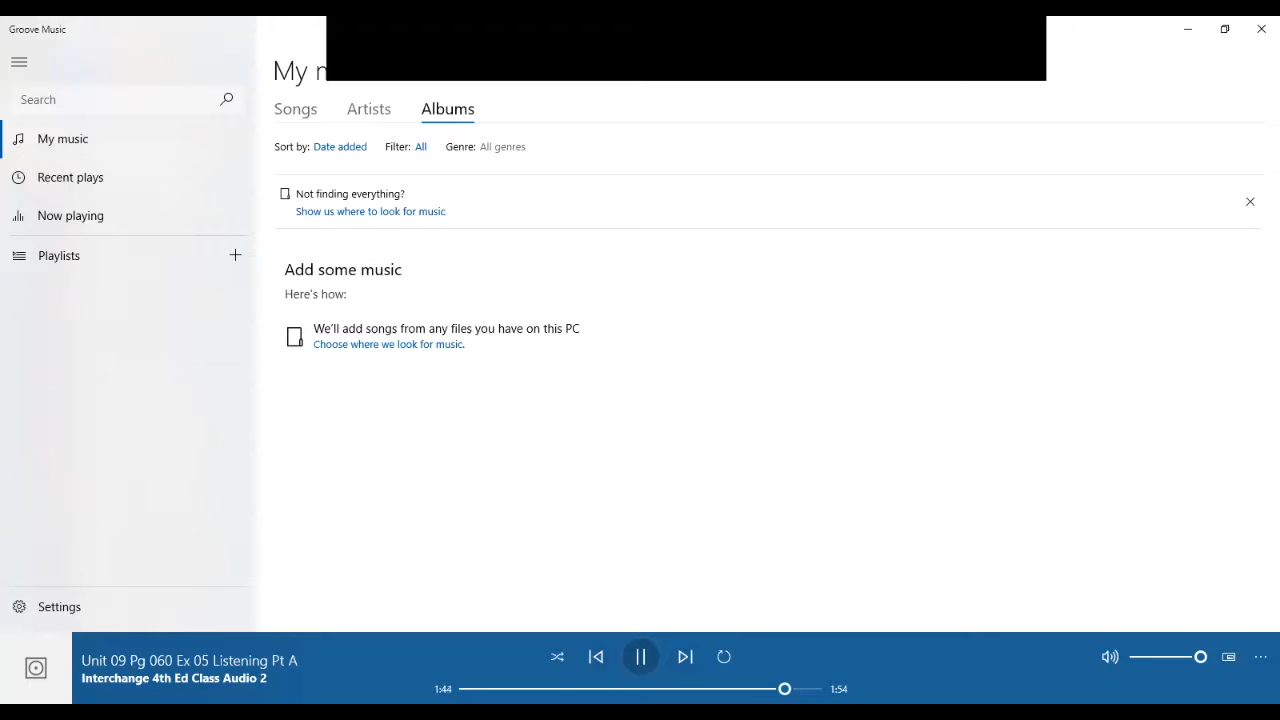 Groove Music
My
Search
My music
Recent plays
Now playing
Playlists
Settings
Songs Artists Albums
Sort by: Date added Filter: All Genre: All genres
Not finding everything?
Show us where to look for music
Add some music
Here's how:
We'll add songs from any files you have on this PC
Choose where we look for music.
Unit 09 Pg 060 Ex 05 Listening Pt A
Interchange 4th Ed Class Audio 2
1:44 1:54